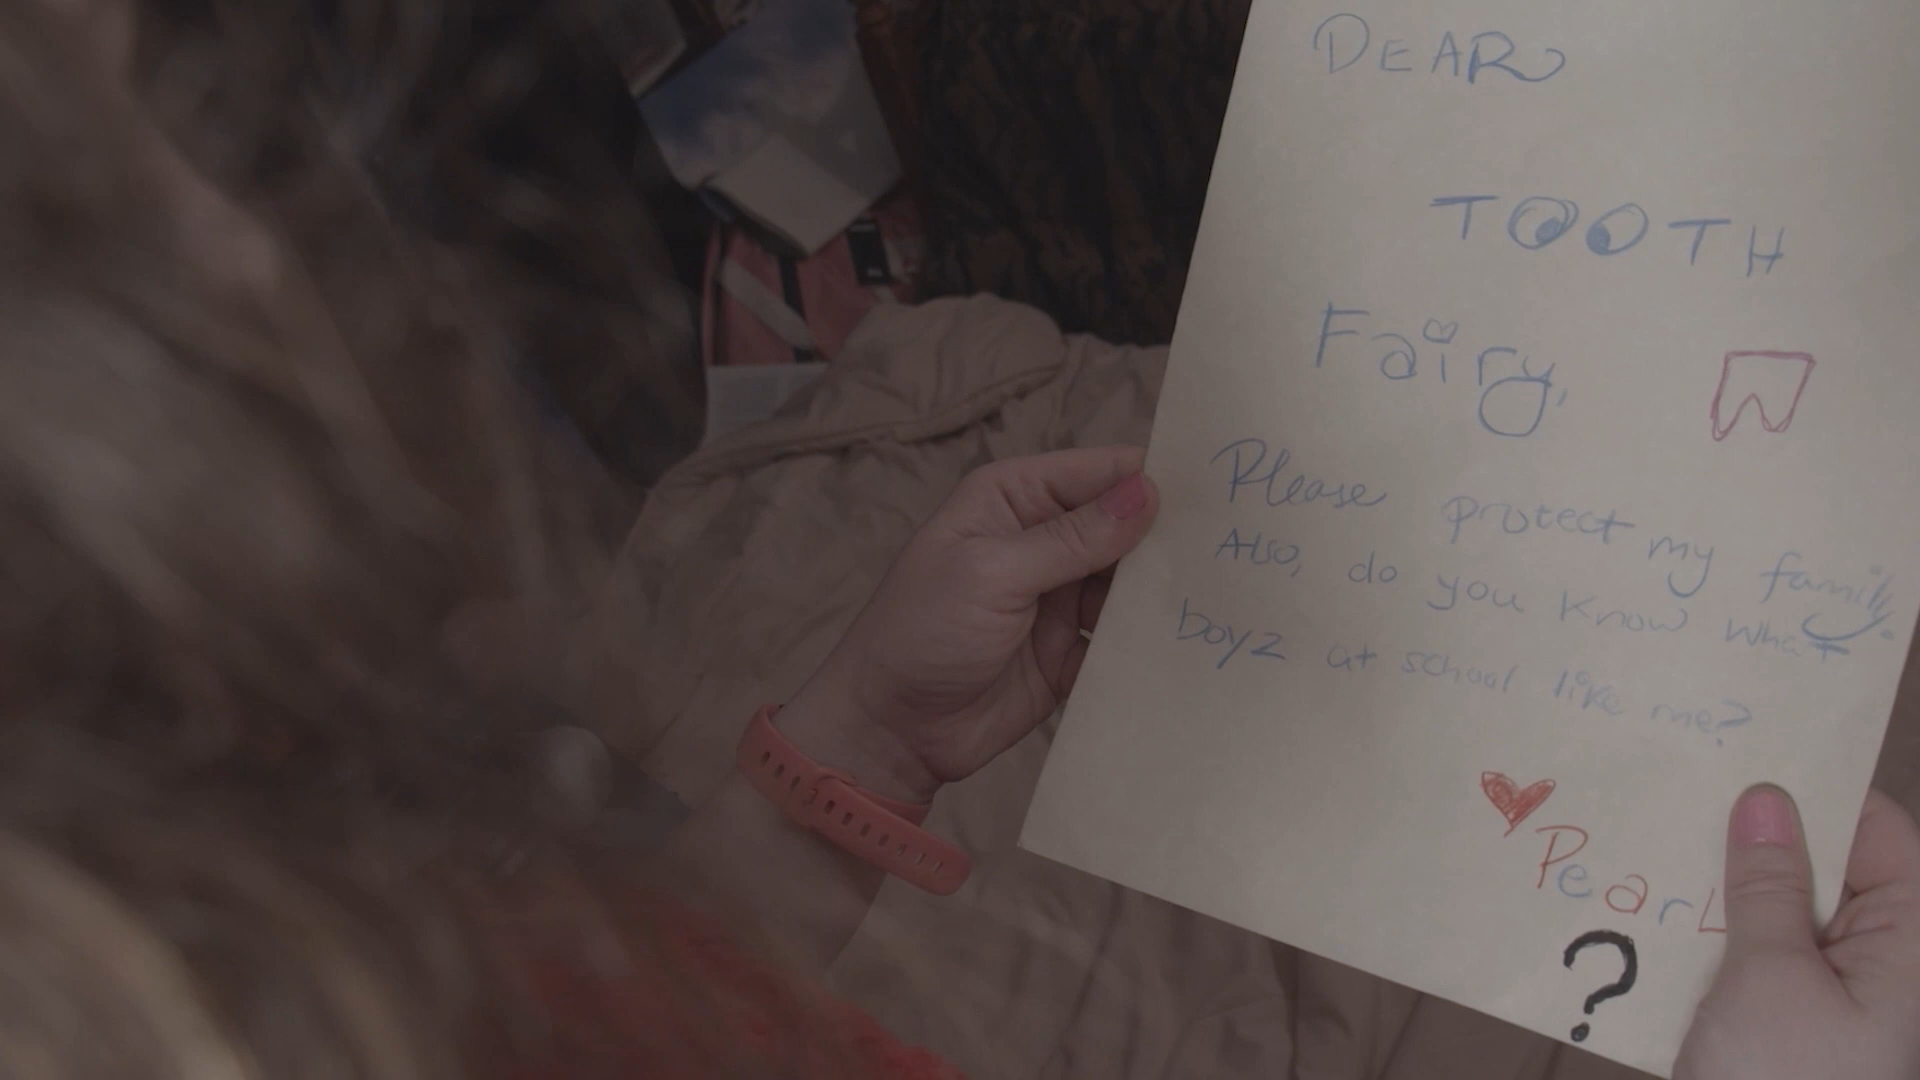 DEAR
TOOTH
Fairy,
Please protect my family.
Also, do you know what
boyz at school like me?
PearL
?